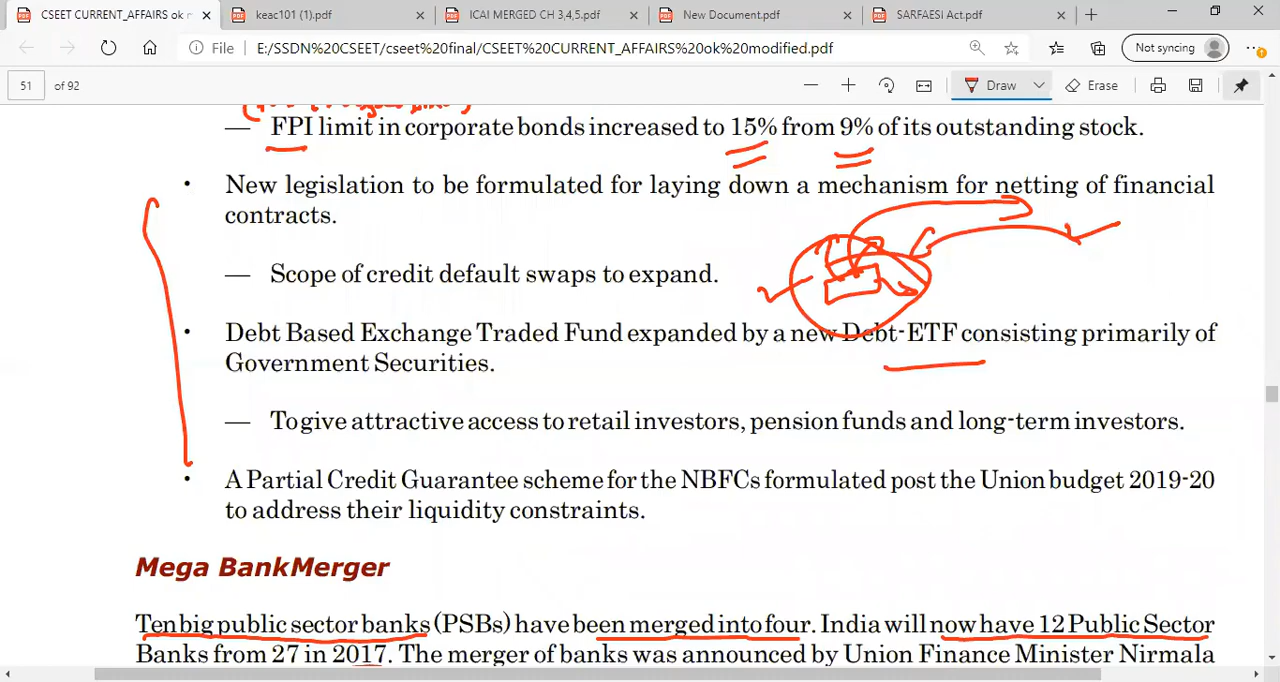 CSEET CURRENT_AFFAIRS ok m
keac101 (1).pdf
ICAI MERGED CH 3,4,5.pdf
New Document.pdf
SARFAESI Act.pdf
File
E:/SSDN%20CSEET/cseet%20final/CSEET%20CURRENT_AFFAIRS%20ok%20modified.pdf
Not syncing
51 of 92
Draw
Erase
— FPI limit in corporate bonds increased to 15% from 9% of its outstanding stock.
• New legislation to be formulated for laying down a mechanism for netting of financial
contracts.
— Scope of credit default swaps to expand.
• Debt Based Exchange Traded Fund expanded by a new Debt-ETF consisting primarily of
Government Securities.
— To give attractive access to retail investors, pension funds and long-term investors.
• A Partial Credit Guarantee scheme for the NBFCs formulated post the Union budget 2019-20
to address their liquidity constraints.
Mega BankMerger
Ten big public sector banks (PSBs) have been merged into four. India will now have 12 Public Sector
Banks from 27 in 2017. The merger of banks was announced by Union Finance Minister Nirmala